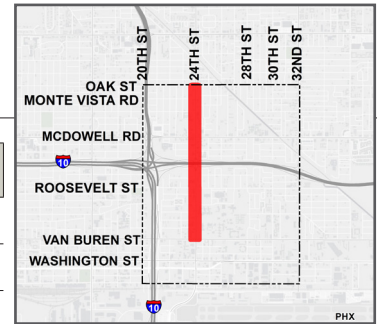 20TH ST
24TH ST
28TH ST
30TH ST
32ND ST
OAK ST
MONTE VISTA RD
MCDOWELL RD
10
ROOSEVELT ST
VAN BUREN ST
WASHINGTON ST
10
PHX